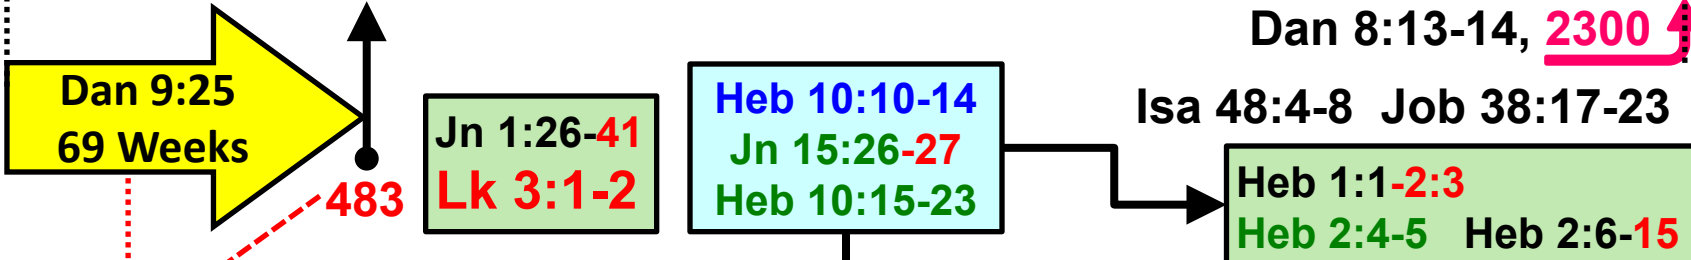 Dan 9:25
69 Weeks
483
Jn 1:26-41
Lk 3:1-2
Heb 10:10-14
Jn 15:26-27
Heb 10:15-23
Dan 8:13-14, 2300
Isa 48:4-8 Job 38:17-23
Heb 1:1-2:3
Heb 2:4-5 Heb 2:6-15